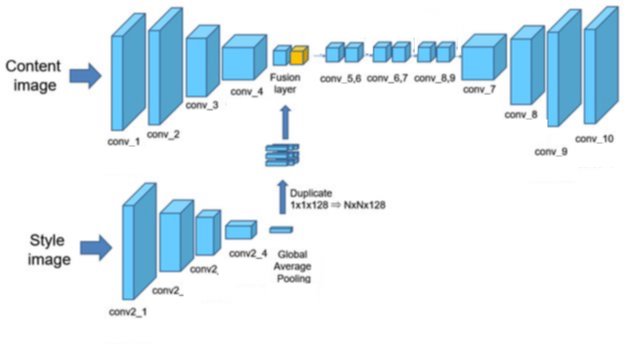 Content
image
conv_1
conv_2
conv_3
conv_4
Fusion
layer
conv_5,6
conv_6,7
conv_8,9
conv_7
conv_8
conv_9
conv_10
Duplicate
1x1x128 ⇒ NxNx128
Style
image
conv2_1
conv2_
conv2_
conv2_4
Global
Average
Pooling